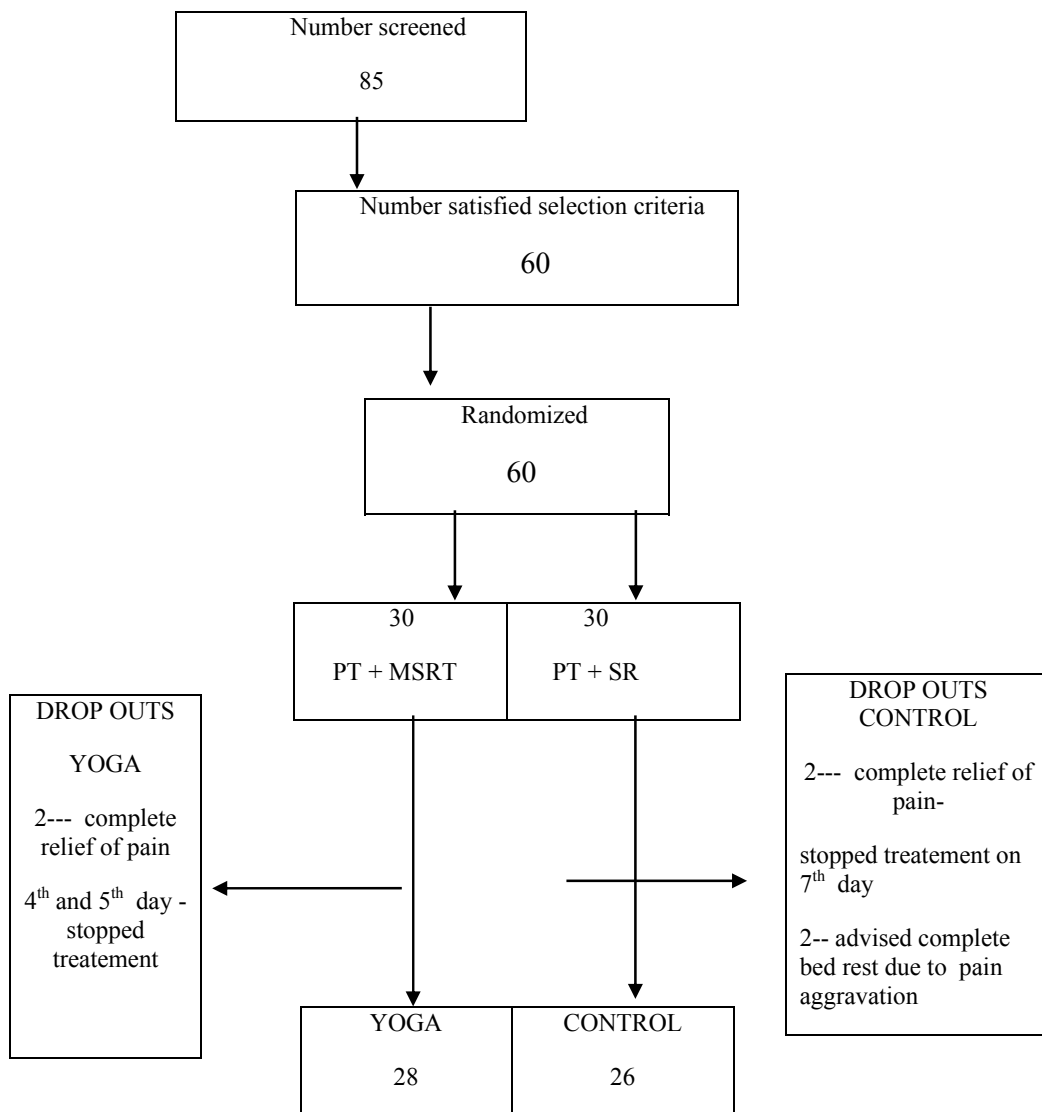 Number screened
85
Number satisfied selection criteria
60
Randomized
60
30
PT + MSRT
30
PT + SR
DROP OUTS
YOGA
2--- complete
relief of pain
4th and 5th day -
stopped
treatement
DROP OUTS
CONTROL
2--- complete relief of
pain-
stopped treatement on
7th day
2-- advised complete
bed rest due to pain
aggravation
YOGA
28
CONTROL
26